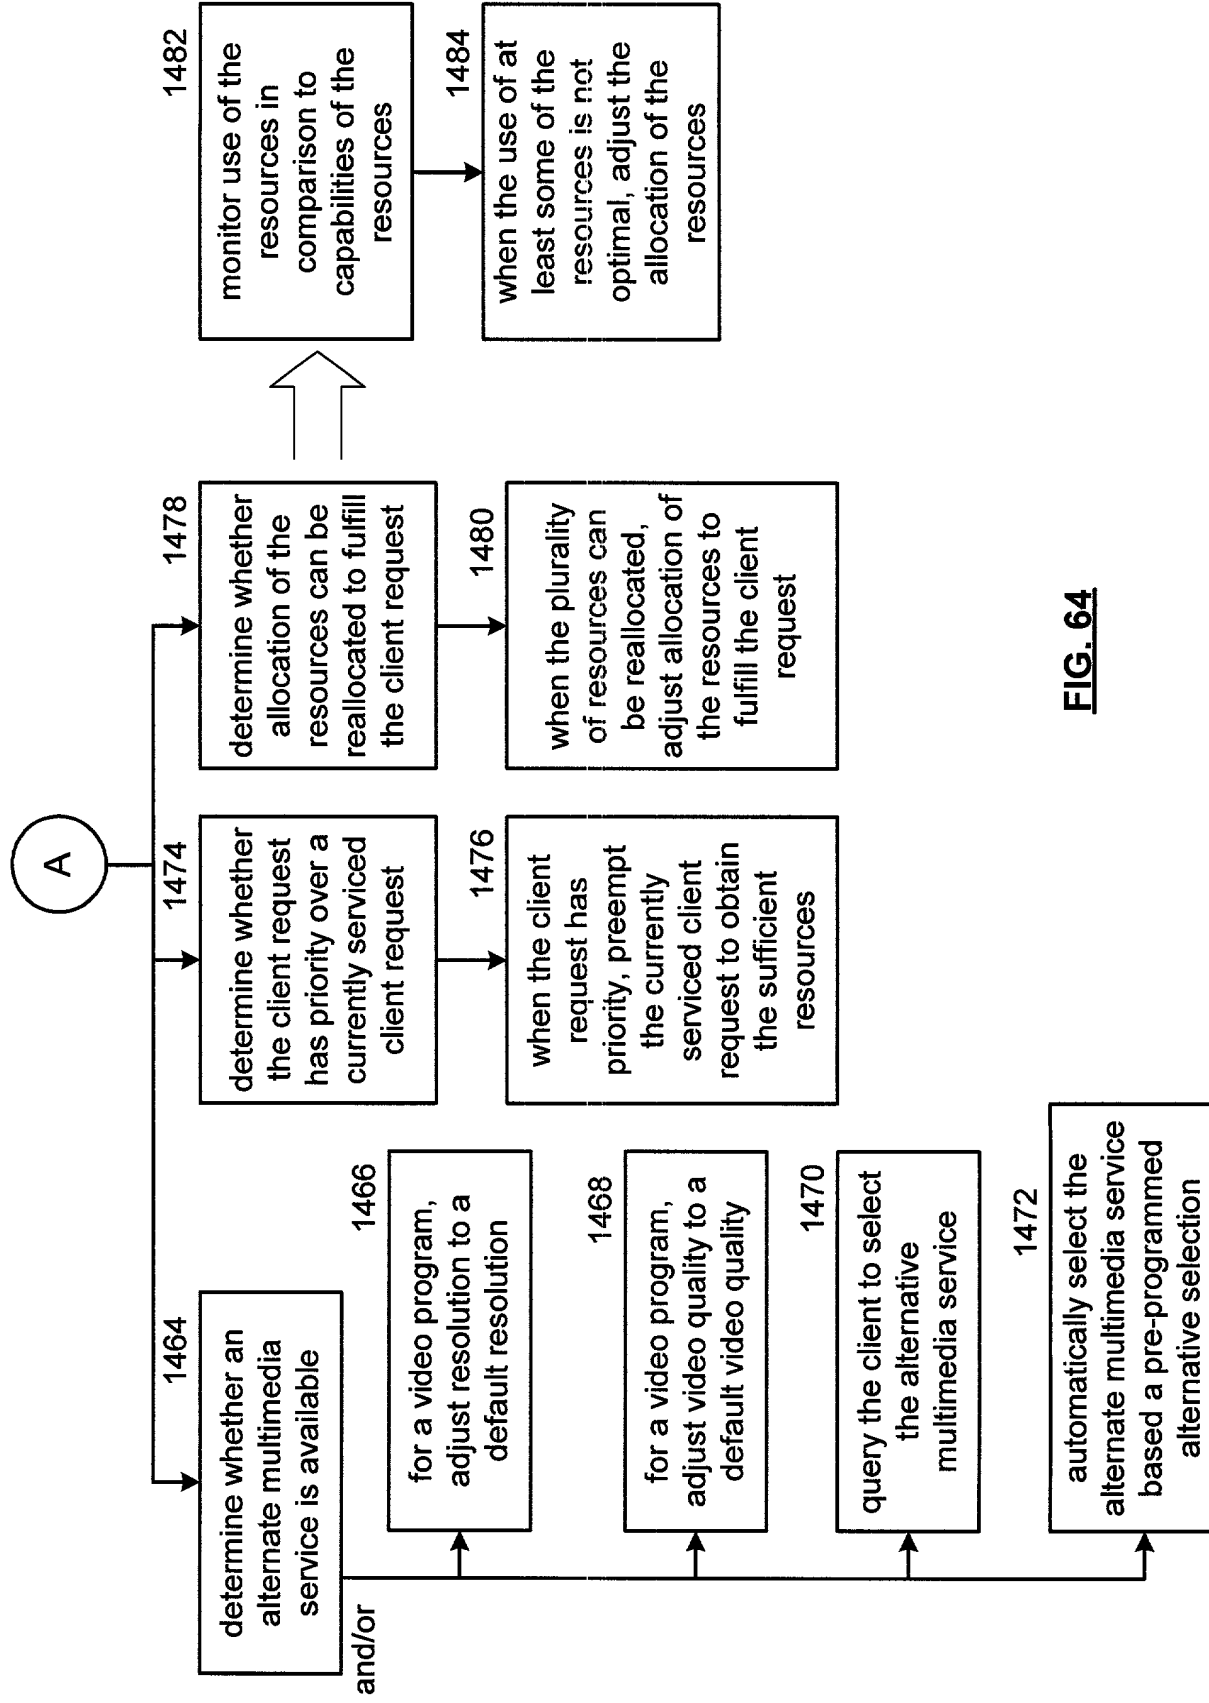 A
1464
determine whether an
alternate multimedia
service is available
and/or
1466
for a video program,
adjust resolution to a
default resolution
1468
for a video program,
adjust video quality to a
default video quality
1470
query the client to select
the alternative
multimedia service
1472
automatically select the
alternate multimedia service
based a pre-programmed
alternative selection
1474
determine whether
the client request
has priority over a
currently serviced
client request
1476
when the client
request has
priority, preempt
the currently
serviced client
request to obtain
the sufficient
resources
1478
determine whether
allocation of the
resources can be
reallocated to fulfill
the client request
1480
when the plurality
of resources can
be reallocated,
adjust allocation of
the resources to
fulfill the client
request
1482
monitor use of the
resources in
comparison to
capabilities of the
resources
1484
when the use of at
least some of the
resources is not
optimal, adjust the
allocation of the
resources
FIG. 64